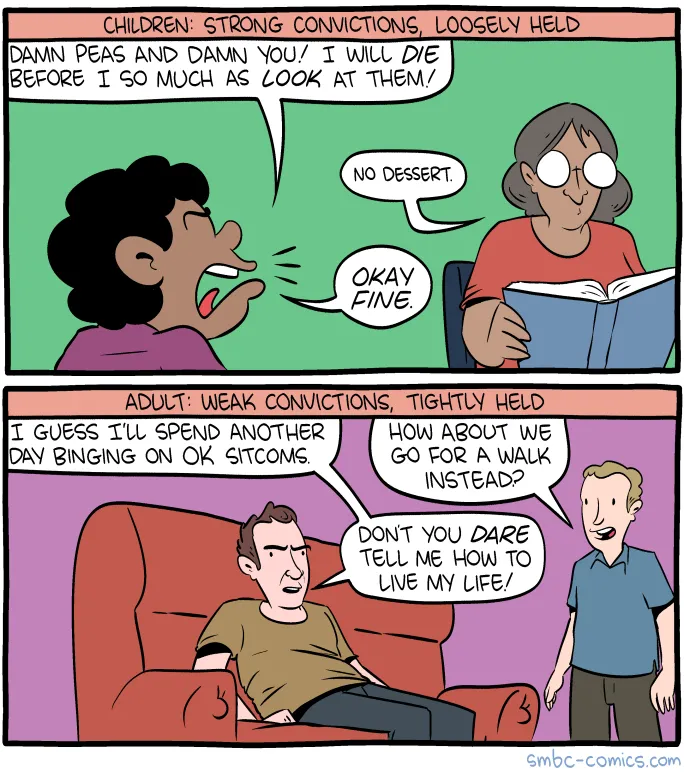 CHILDREN: STRONG CONVICTIONS, LOOSELY HELD
DAMN PEAS AND DAMN YOU! I WILL DIE
BEFORE I SO MUCH AS LOOK AT THEM!
NO DESSERT.
OKAY
FINE.
ADULT: WEAK CONVICTIONS, TIGHTLY HELD
I GUESS I'LL SPEND ANOTHER
DAY BINGING ON OK SITCOMS.
HOW ABOUT WE
GO FOR A WALK
INSTEAD?
DON'T YOU DARE
TELL ME HOW TO
LIVE MY LIFE!
smbc-comics.com